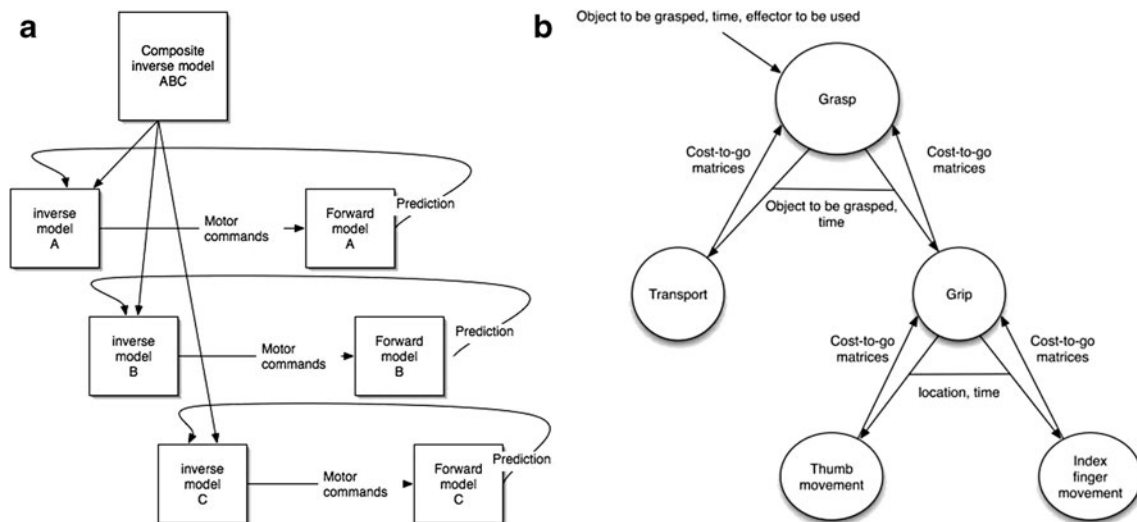 a
Composite
inverse model
ABC
inverse
model
A
Motor
commands
Forward
model
A
Prediction
inverse
model
B
Motor
commands
Forward
model
B
Prediction
inverse
model
C
Motor
commands
Forward
model
C
Prediction
b
Object to be grasped, time, effector to be used
Grasp
Cost-to-go
matrices
Cost-to-go
matrices
Object to be grasped,
time
Transport
Grip
Cost-to-go
matrices
Cost-to-go
matrices
location, time
Thumb
movement
Index
finger
movement